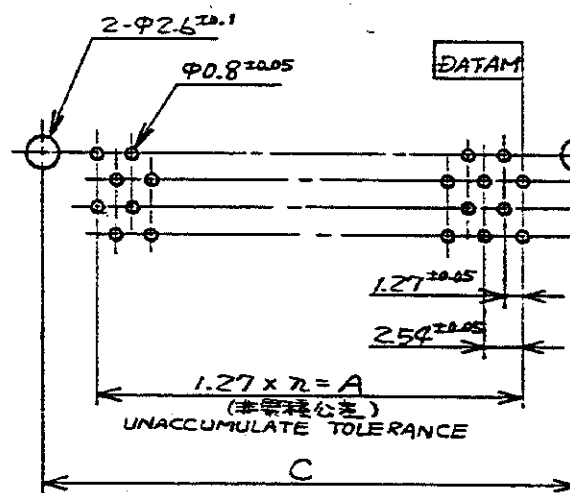 2-Φ2.6±0.1
Φ0.8±0.05
DATAM
1.27±0.05
2.54±0.05
1.27 x n = A
(非累積公差)
UNACCUMULATE TOLERANCE
C